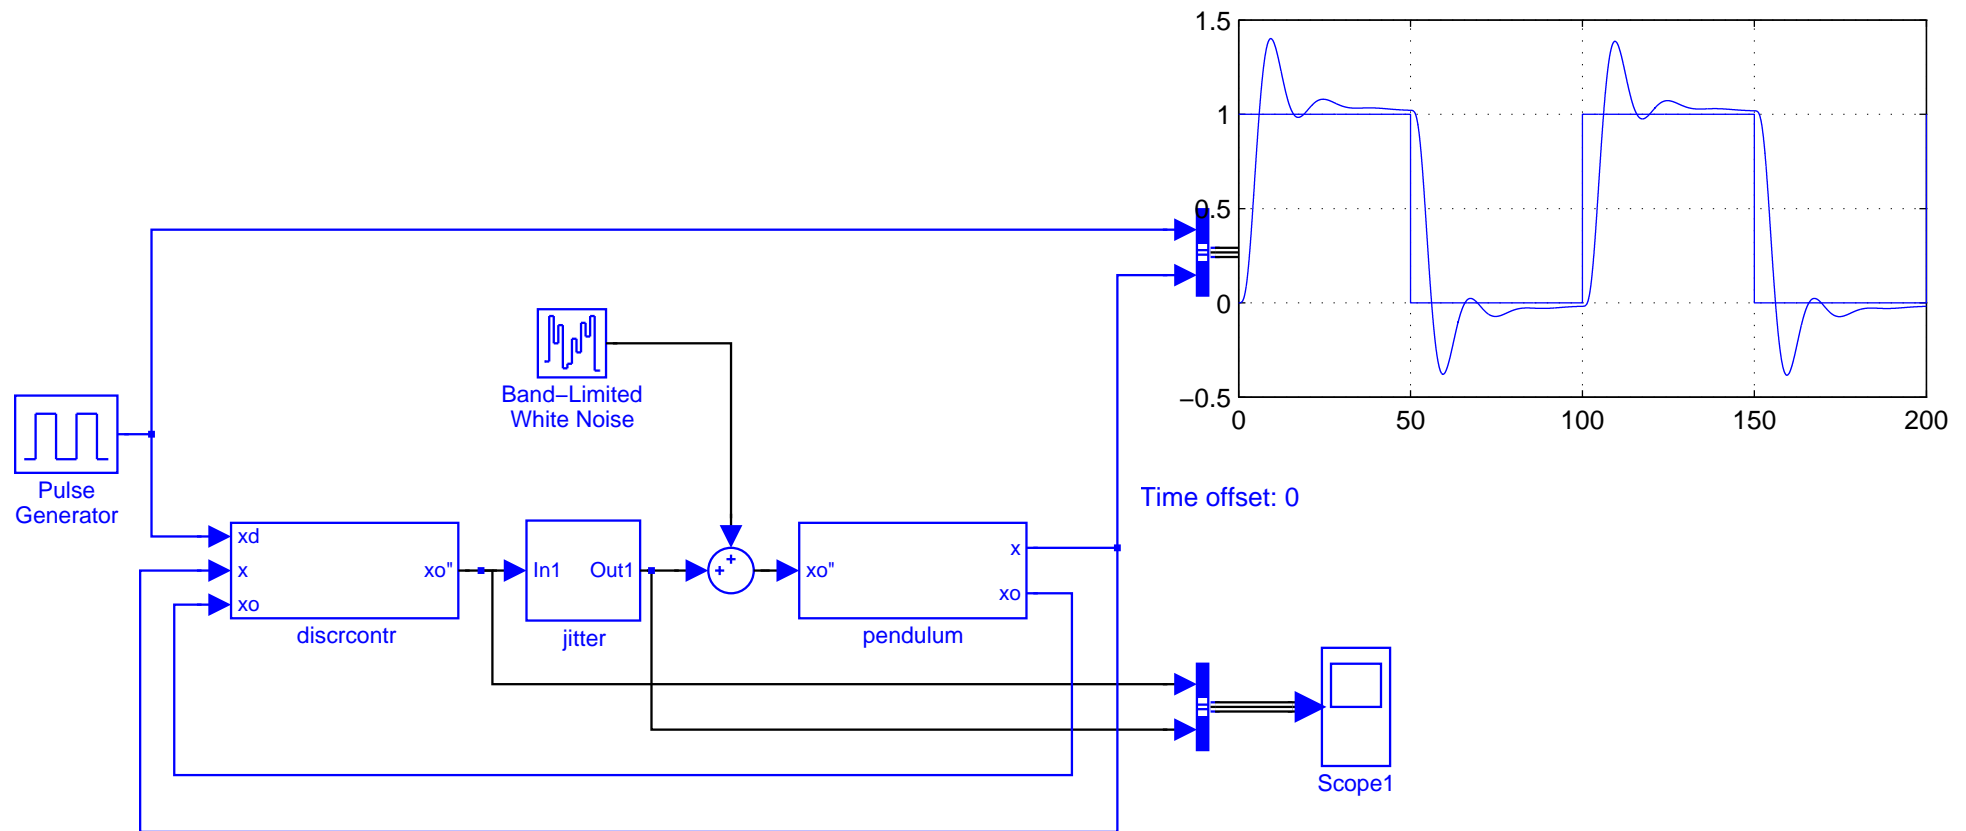 1.5
1
0.5
0
−0.5
0
50
100
150
200
Time offset: 0
Band−Limited
White Noise
Pulse
Generator
xd
x
xo
xo"
discrcontr
In1
Out1
jitter
+
+
xo"
x
xo
pendulum
Scope1